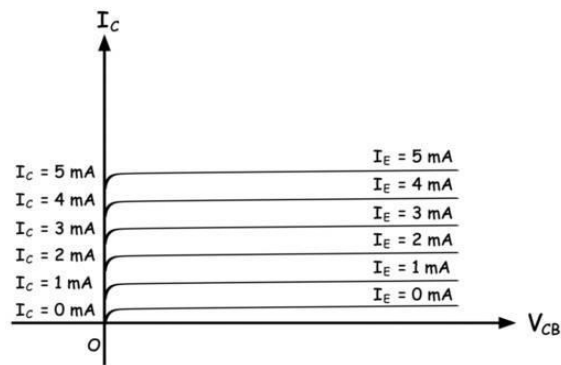 I_C
I_C = 5 mA I_E = 5 mA
I_C = 4 mA I_E = 4 mA
I_C = 3 mA I_E = 3 mA
I_C = 2 mA I_E = 2 mA
I_C = 1 mA I_E = 1 mA
I_C = 0 mA I_E = 0 mA
V_CB
O